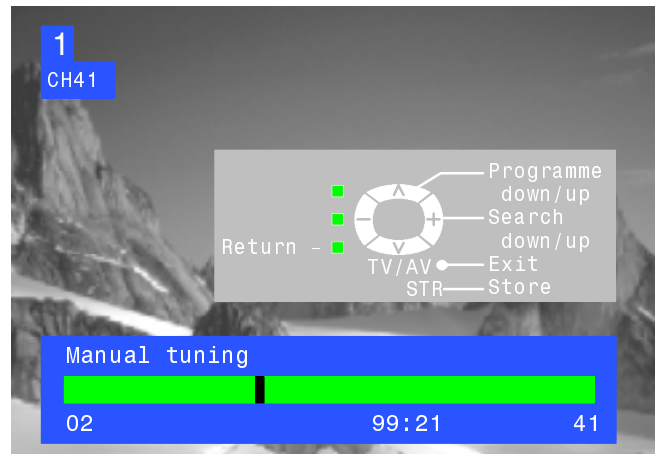 1
CH41
Programme
down/up
Search
down/up
Return -
TV/AV Exit
STR Store
Manual tuning
02 99:21 41